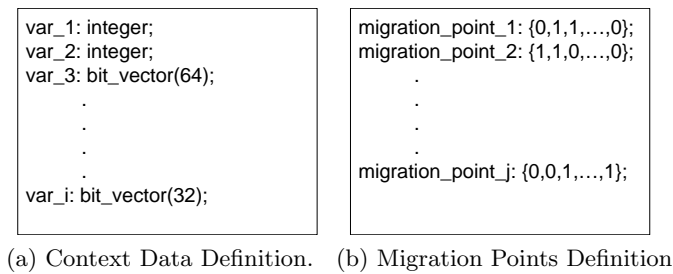 var_1: integer;
var_2: integer;
var_3: bit_vector(64);
.
.
.
.
var_i: bit_vector(32);
(a) Context Data Definition.
migration_point_1: {0,1,1,…,0};
migration_point_2: {1,1,0,…,0};
.
.
.
.
migration_point_j: {0,0,1,…,1};
(b) Migration Points Definition